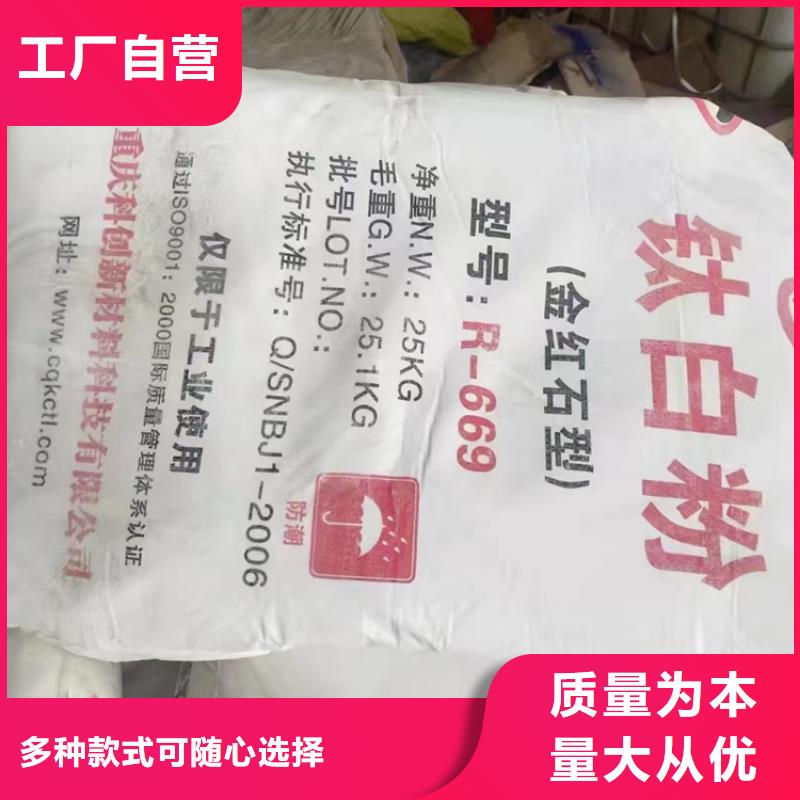 工厂自营
钛白粉
(金红石型)
型号：R-669
净重N.W.：25KG
毛重G.W.：25.1KG
批号LOT.NO.：
执行标准号：Q/SNBJ1-2006
防潮
仅限于工业使用
通过ISO9001：2000国际质量管理体系认证
重庆科创新材料科技有限公司
网址：www.cqkctl.com
多种款式可随心选择
质量为本
量大从优